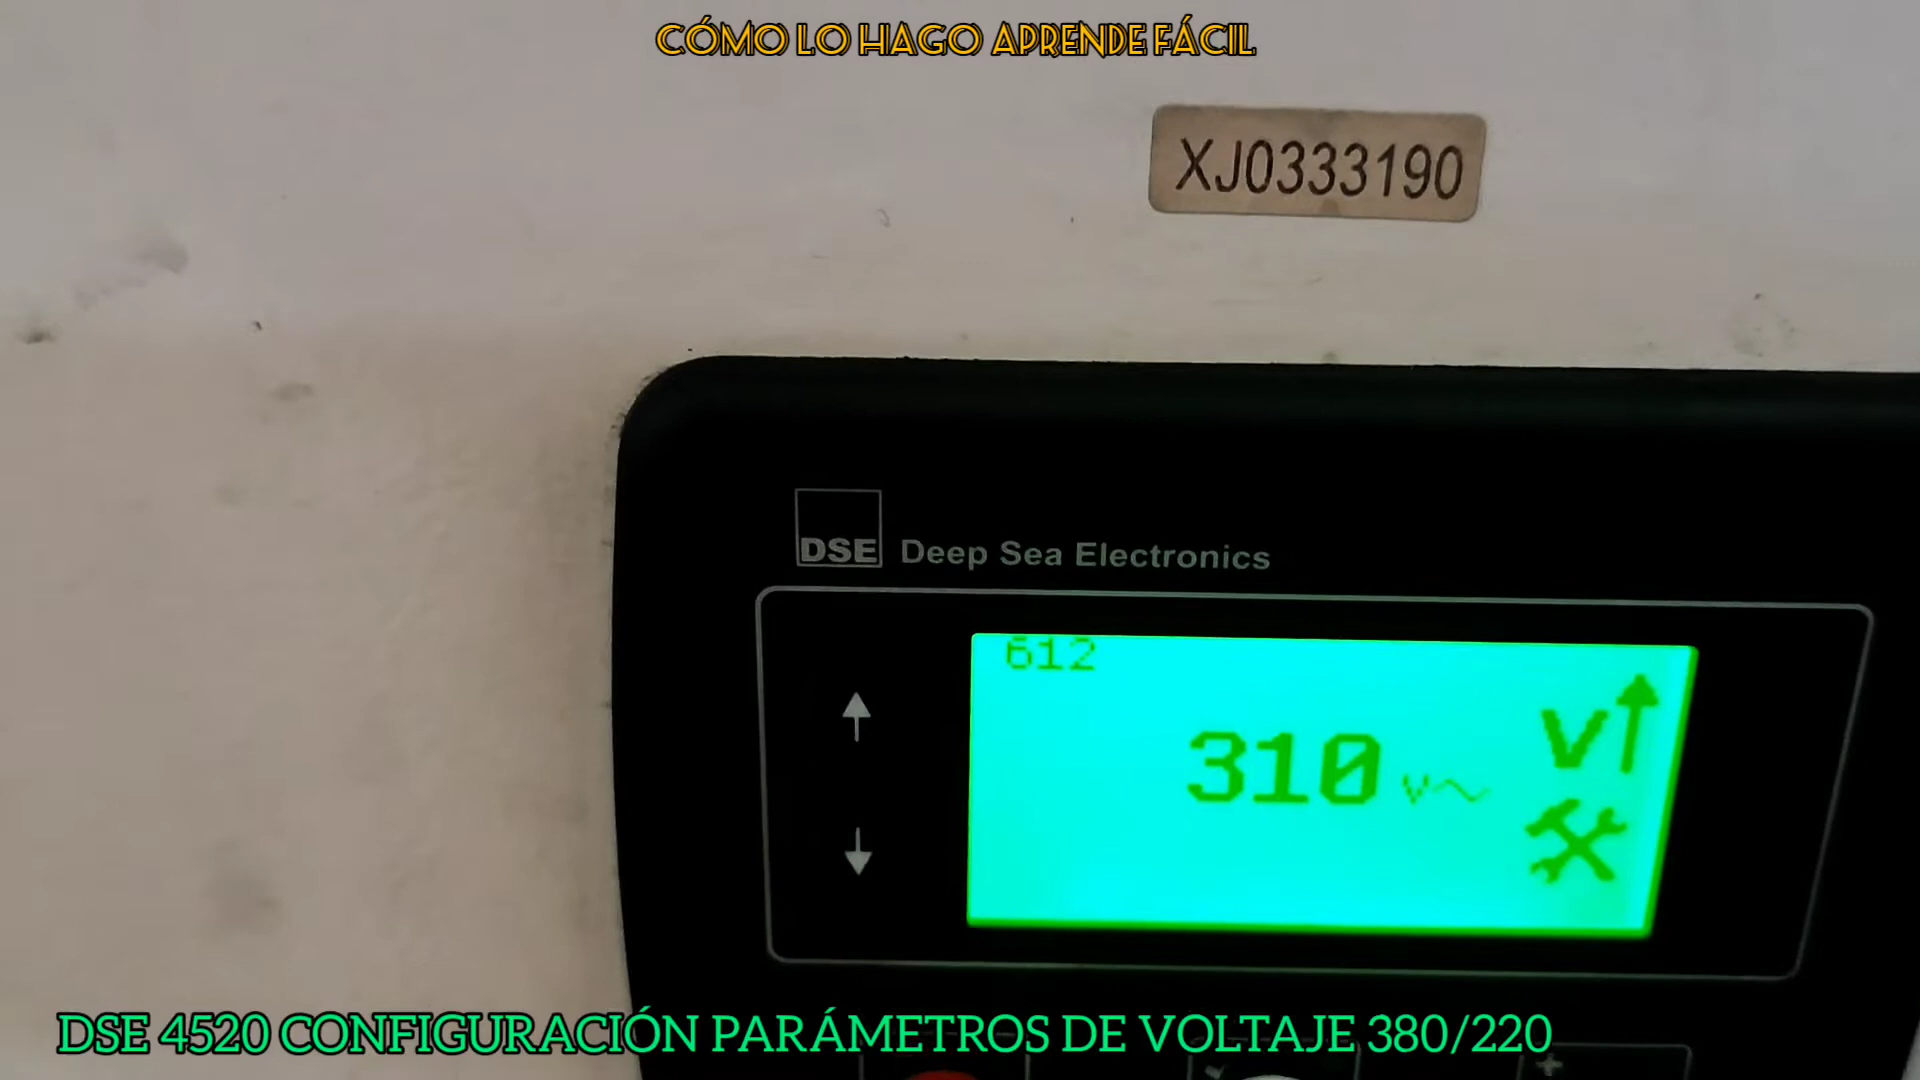 CÓMO LO HAGO APRENDE FÁCIL
XJ0333190
DSE Deep Sea Electronics
612
V
310 V
DSE 4520 CONFIGURACIÓN PARÁMETROS DE VOLTAJE 380/220